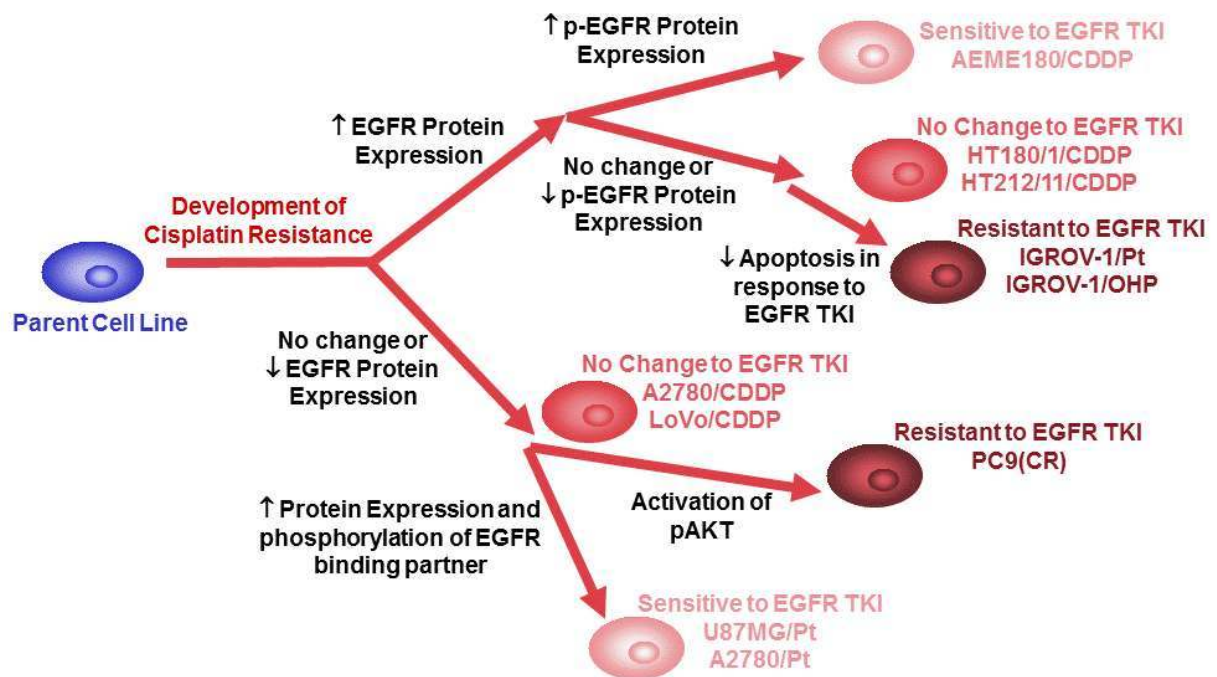 ↑ p-EGFR Protein
Expression
Sensitive to EGFR TKI
AEME180/CDDP
↑ EGFR Protein
Expression
No Change to EGFR TKI
HT180/1/CDDP
HT212/11/CDDP
No change or
↓ p-EGFR Protein
Expression
Development of
Cisplatin Resistance
Resistant to EGFR TKI
IGROV-1/Pt
IGROV-1/OHP
↓ Apoptosis in
response to
EGFR TKI
Parent Cell Line
No change or
↓ EGFR Protein
Expression
No Change to EGFR TKI
A2780/CDDP
LoVo/CDDP
Resistant to EGFR TKI
PC9(CR)
Activation of
pAKT
↑ Protein Expression and
phosphorylation of EGFR
binding partner
Sensitive to EGFR TKI
U87MG/Pt
A2780/Pt